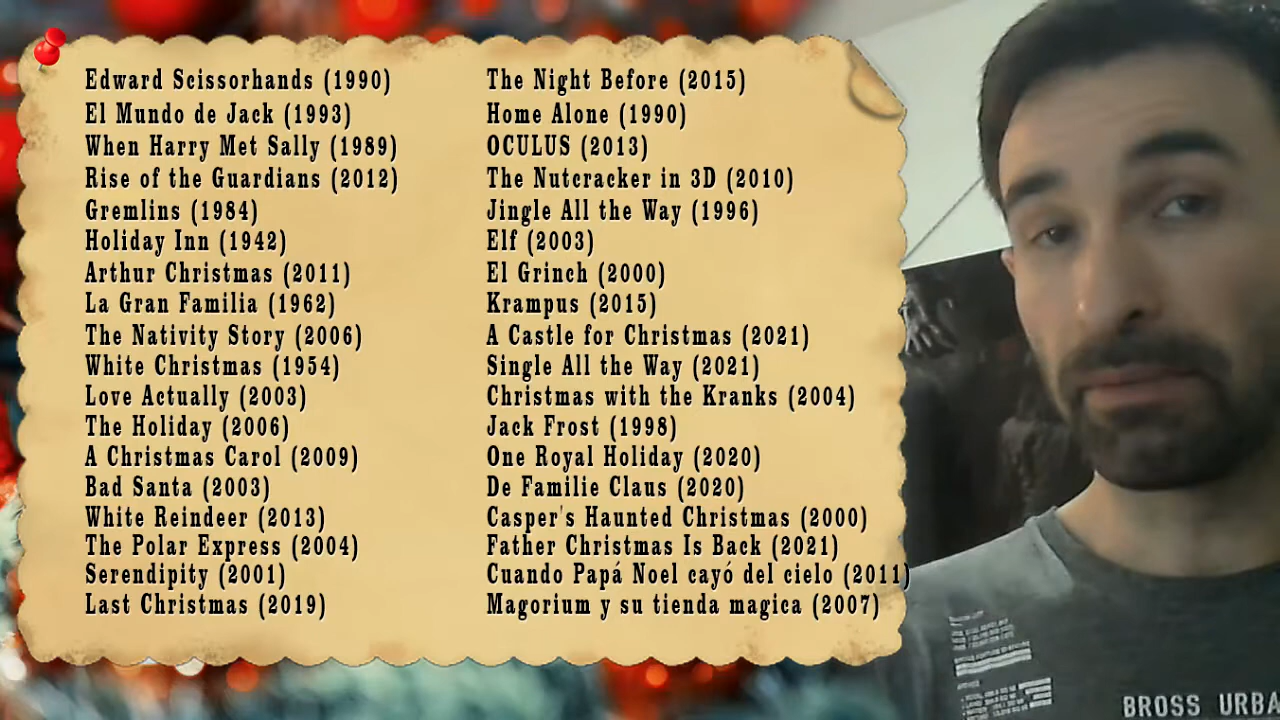 Edward Scissorhands (1990)
El Mundo de Jack (1993)
When Harry Met Sally (1989)
Rise of the Guardians (2012)
Gremlins (1984)
Holiday Inn (1942)
Arthur Christmas (2011)
La Gran Familia (1962)
The Nativity Story (2006)
White Christmas (1954)
Love Actually (2003)
The Holiday (2006)
A Christmas Carol (2009)
Bad Santa (2003)
White Reindeer (2013)
The Polar Express (2004)
Serendipity (2001)
Last Christmas (2019)
The Night Before (2015)
Home Alone (1990)
OCULUS (2013)
The Nutcracker in 3D (2010)
Jingle All the Way (1996)
Elf (2003)
El Grinch (2000)
Krampus (2015)
A Castle for Christmas (2021)
Single All the Way (2021)
Christmas with the Kranks (2004)
Jack Frost (1998)
One Royal Holiday (2020)
De Familie Claus (2020)
Casper's Haunted Christmas (2000)
Father Christmas Is Back (2021)
Cuando Papá Noel cayó del cielo (2011)
Magorium y su tienda magica (2007)
BROSS URBA